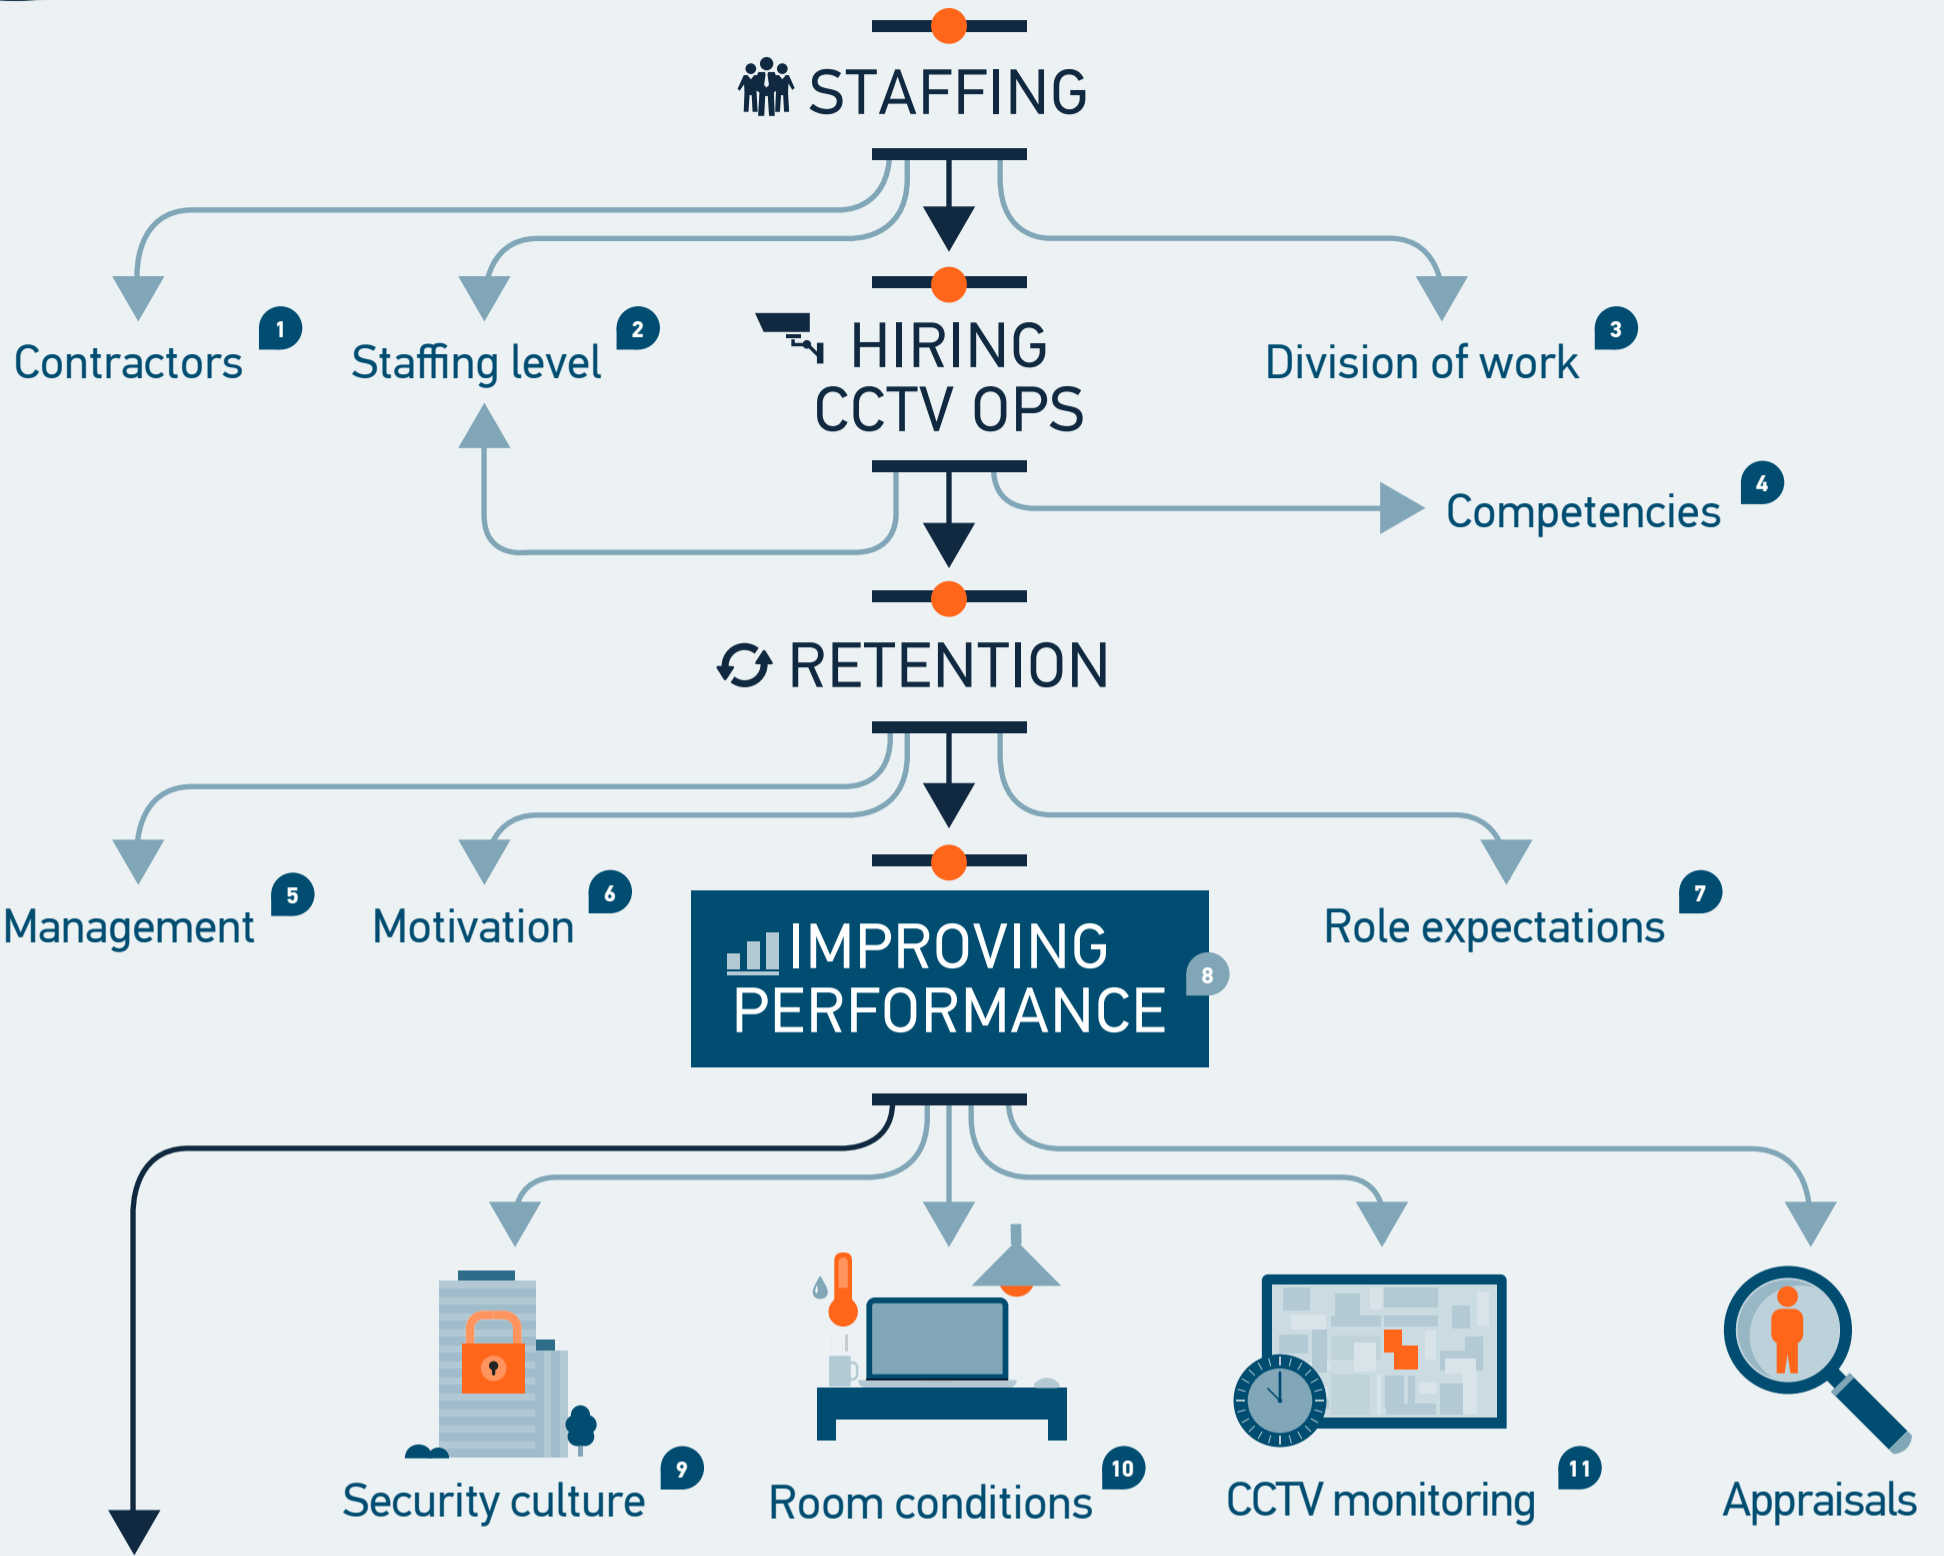 STAFFING
Contractors 1
Staffing level 2
HIRING
CCTV OPS
Division of work 3
Competencies 4
RETENTION
Management 5
Motivation 6
IMPROVING
PERFORMANCE 8
Role expectations 7
Security culture 9
Room conditions 10
CCTV monitoring 11
Appraisals